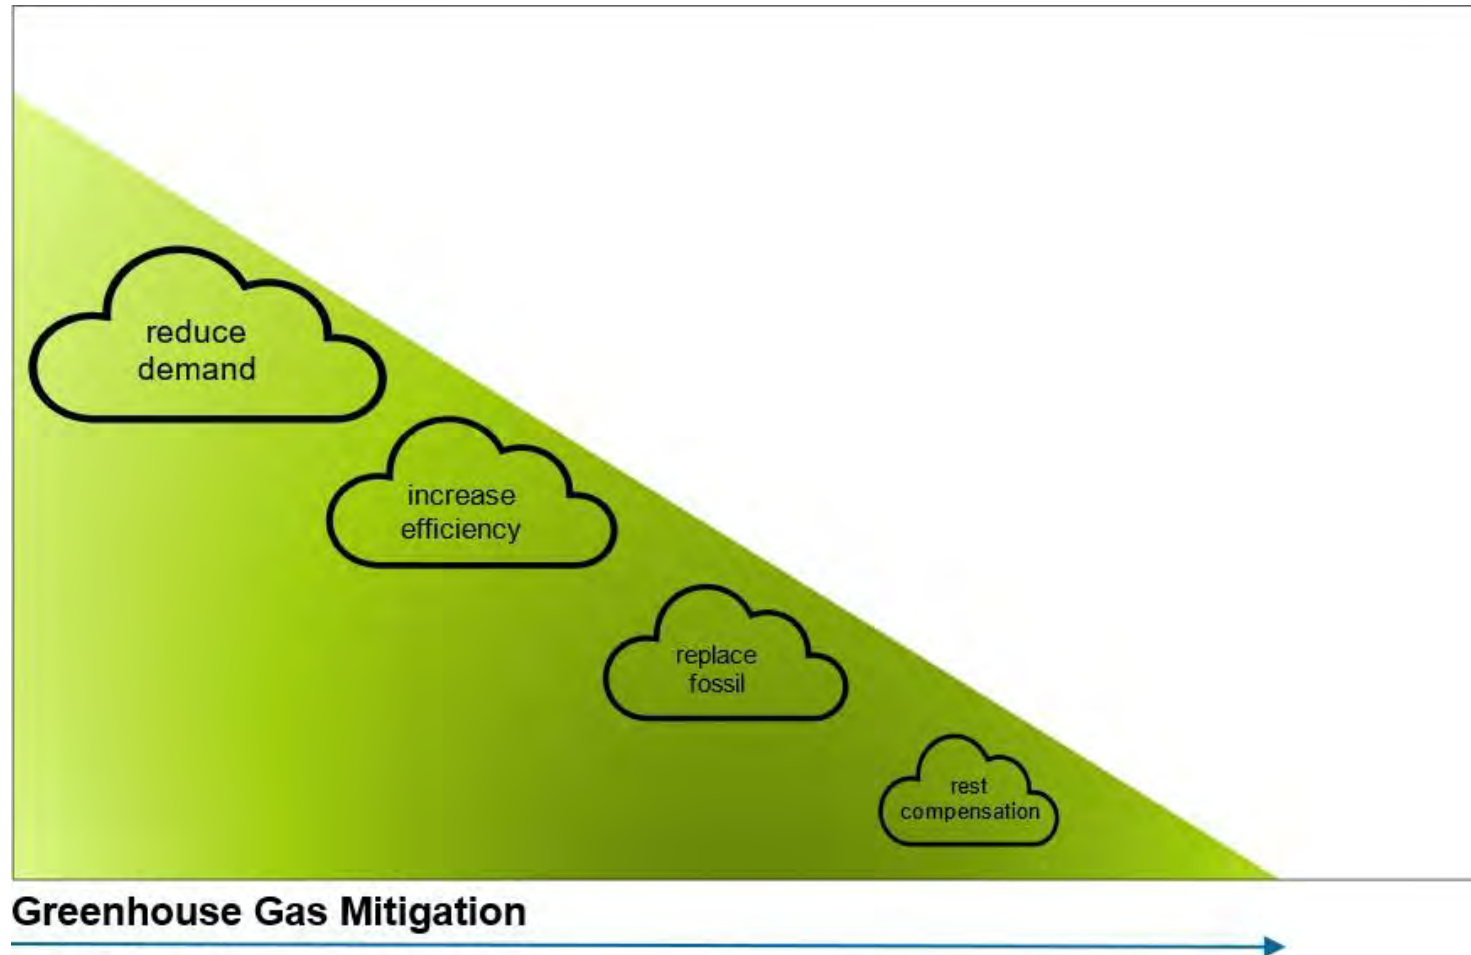 reduce
demand
increase
efficiency
replace
fossil
rest
compensation
Greenhouse Gas Mitigation